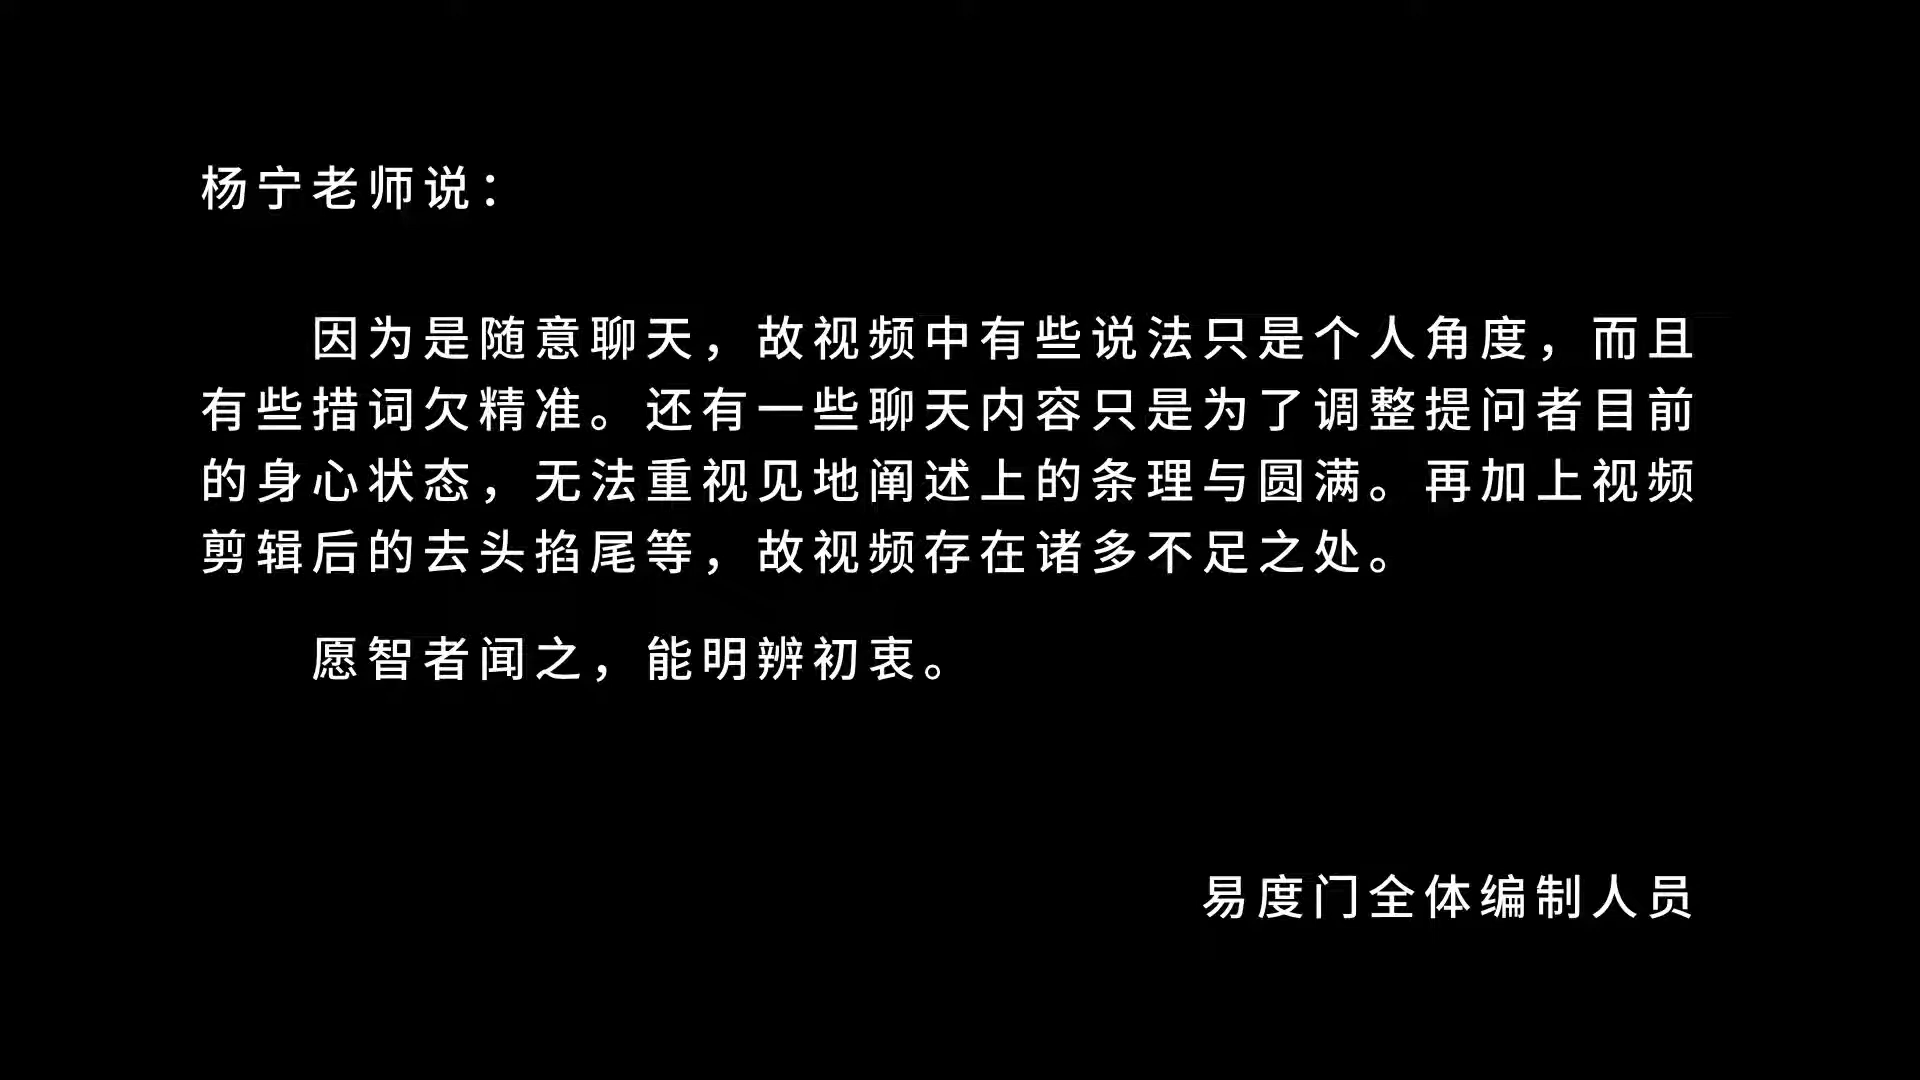 杨宁老师说：
因为是随意聊天，故视频中有些说法只是个人角度，而且
有些措词欠精准。还有一些聊天内容只是为了调整提问者目前
的身心状态，无法重视见地阐述上的条理与圆满。再加上视频
剪辑后的去头掐尾等，故视频存在诸多不足之处。
愿智者闻之，能明辨初衷。
易度门全体编制人员